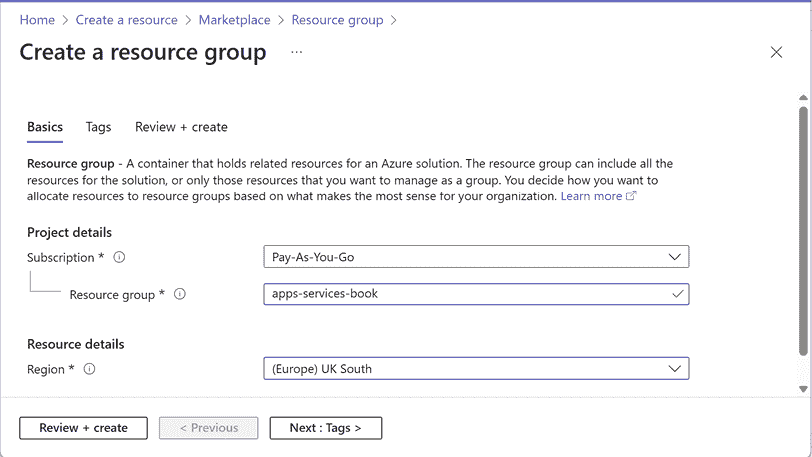 Home > Create a resource > Marketplace > Resource group >
Create a resource group ...
Basics Tags Review + create
Resource group - A container that holds related resources for an Azure solution. The resource group can include all the
resources for the solution, or only those resources that you want to manage as a group. You decide how you want to
allocate resources to resource groups based on what makes the most sense for your organization. Learn more
Project details
Subscription * Pay-As-You-Go
Resource group * apps-services-book
Resource details
Region * (Europe) UK South
Review + create < Previous Next : Tags >